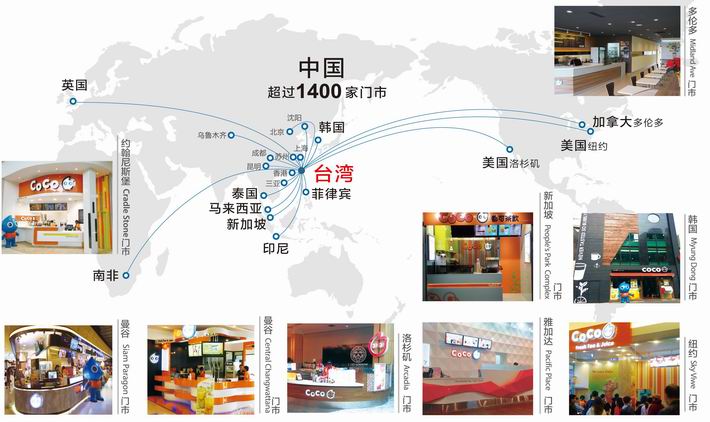 多伦多 Midland Ave 门市
中国
超过1400家门市
英国
沈阳
韩国
加拿大多伦多
乌鲁木齐
北京
美国纽约
成都
苏州
上海
美国洛杉矶
昆明
香港
台湾
三亚
泰国
菲律宾
马来西亚
新加坡
印尼
南非
约翰尼斯堡 Cradle Stone 门市
CoCo
新加坡 People's Park Complex 门市
CoCo
韩国 Myung Dong 门市
CoCo
曼谷 Siam Paragon 门市
曼谷 Central Changwattana 门市
CoCo
洛杉矶 Arcadia 门市
CoCo
雅加达 Pacific Place 门市
CoCo
纽约 Sky Viwe 门市
CoCo
Fresh Tea & Juice